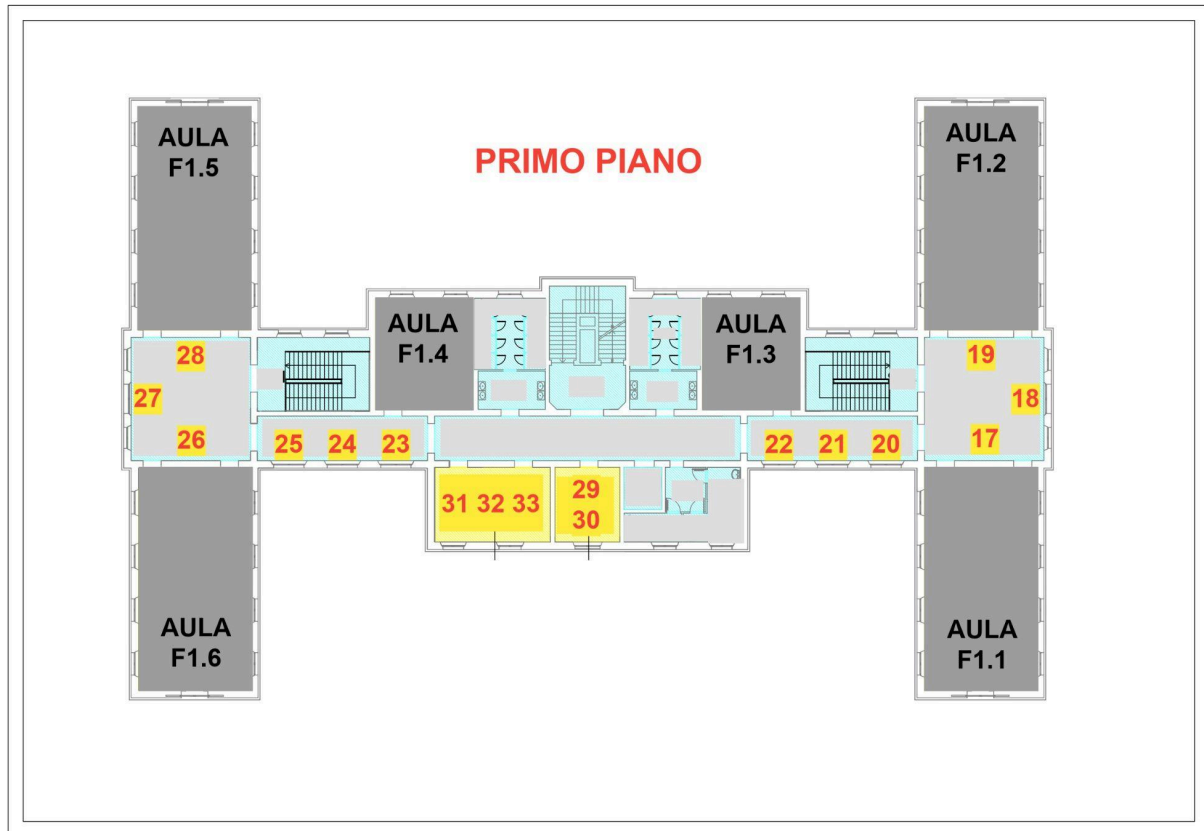 AULA
F1.5
PRIMO PIANO
AULA
F1.2
AULA
F1.4
AULA
F1.3
28
27
26
25 24 23
19
18
17
22 21 20
31 32 33
29
30
AULA
F1.6
AULA
F1.1